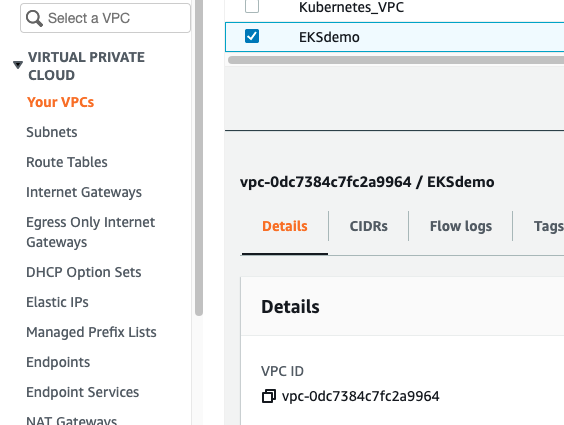 Select a VPC
VIRTUAL PRIVATE
CLOUD
Your VPCs
Subnets
Route Tables
Internet Gateways
Egress Only Internet
Gateways
DHCP Option Sets
Elastic IPs
Managed Prefix Lists
Endpoints
Endpoint Services
NAT Gateways
Kubernetes_VPC
EKSdemo
vpc-0dc7384c7fc2a9964 / EKSdemo
Details CIDRs Flow logs Tags
Details
VPC ID
vpc-0dc7384c7fc2a9964